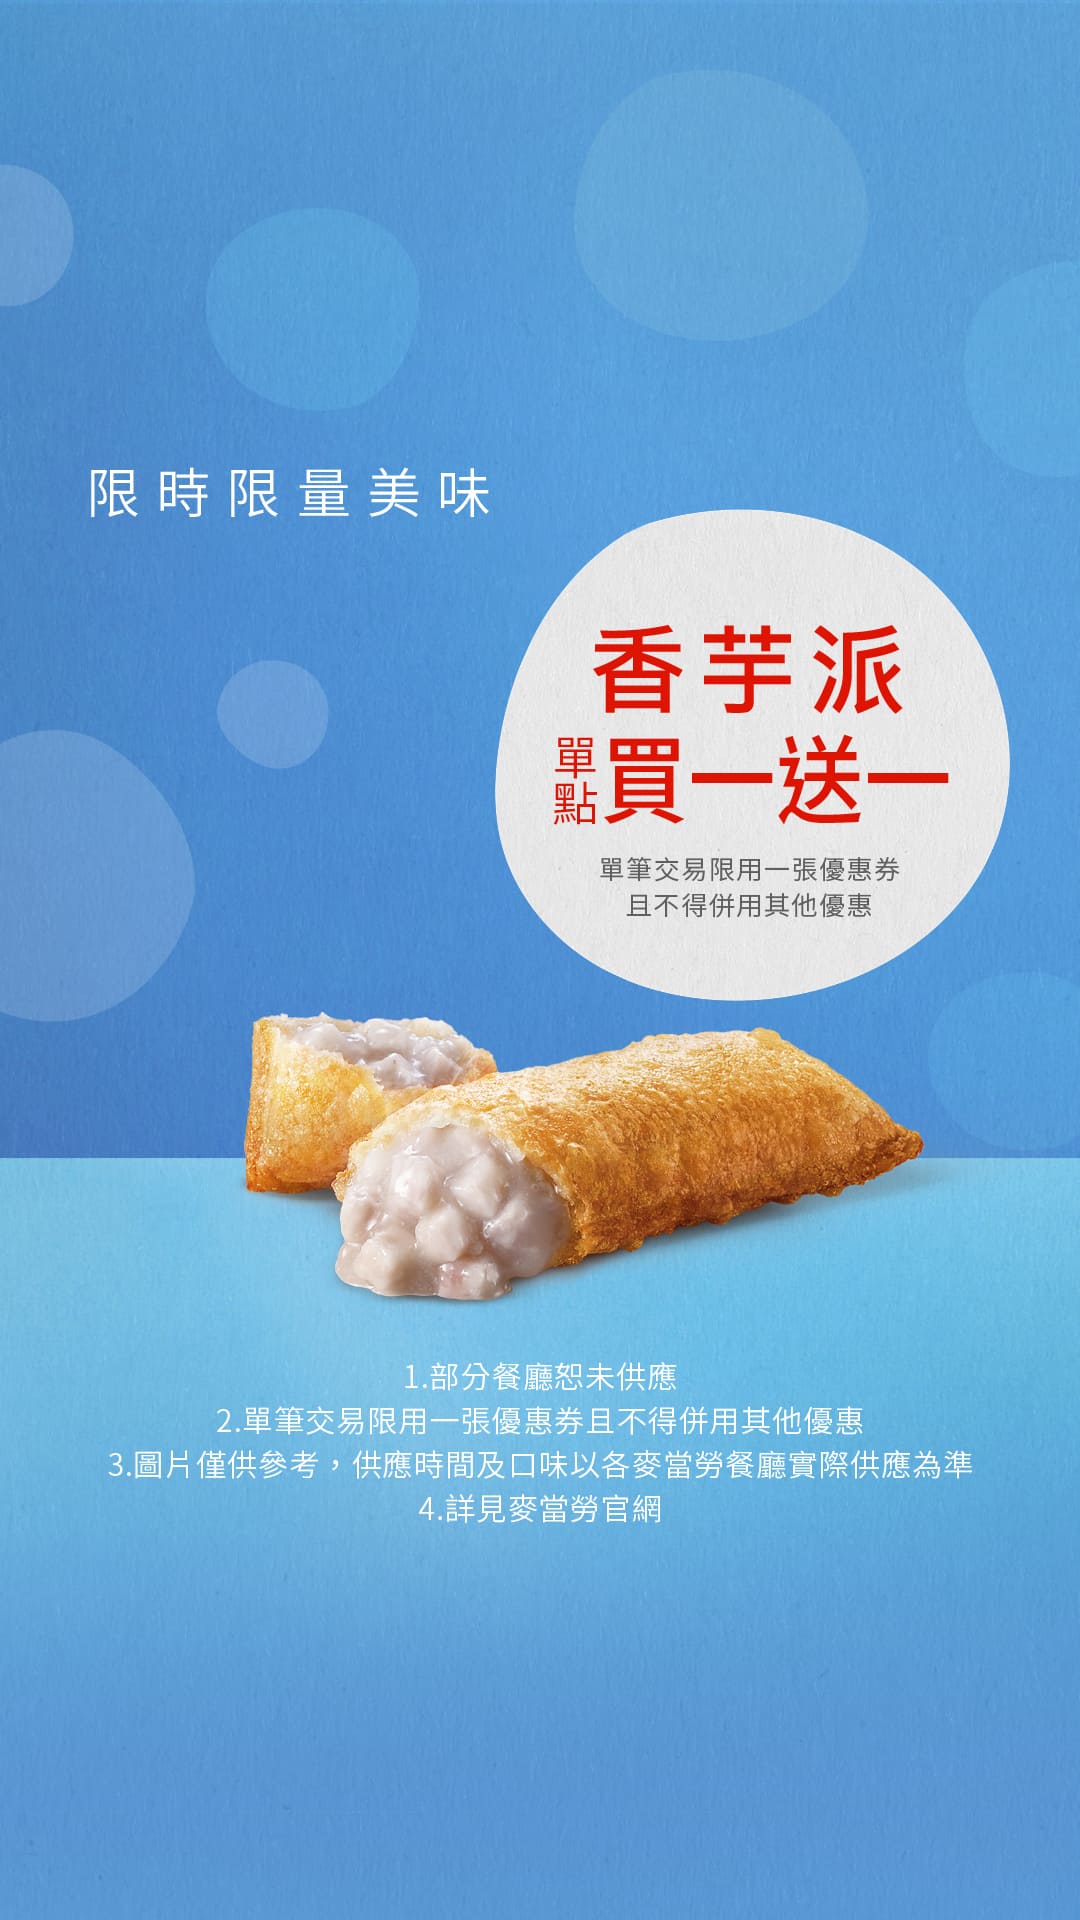 限時限量美味
香芋派
單點買一送一
單筆交易限用一張優惠券
且不得併用其他優惠
1.部分餐廳恕未供應
2.單筆交易限用一張優惠券且不得併用其他優惠
3.圖片僅供參考，供應時間及口味以各麥當勞餐廳實際供應為準
4.詳見麥當勞官網